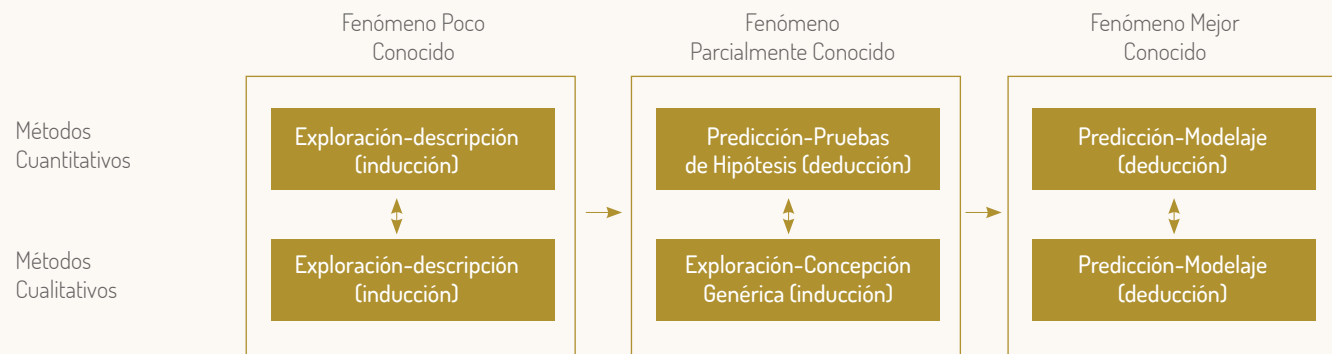 Fenómeno Poco
Conocido
Fenómeno
Parcialmente Conocido
Fenómeno Mejor
Conocido
Métodos
Cuantitativos
Exploración-descripción
(inducción)
Predicción-Pruebas
de Hipótesis (deducción)
Predicción-Modelaje
(deducción)
Métodos
Cualitativos
Exploración-descripción
(inducción)
Exploración-Concepción
Genérica (inducción)
Predicción-Modelaje
(deducción)